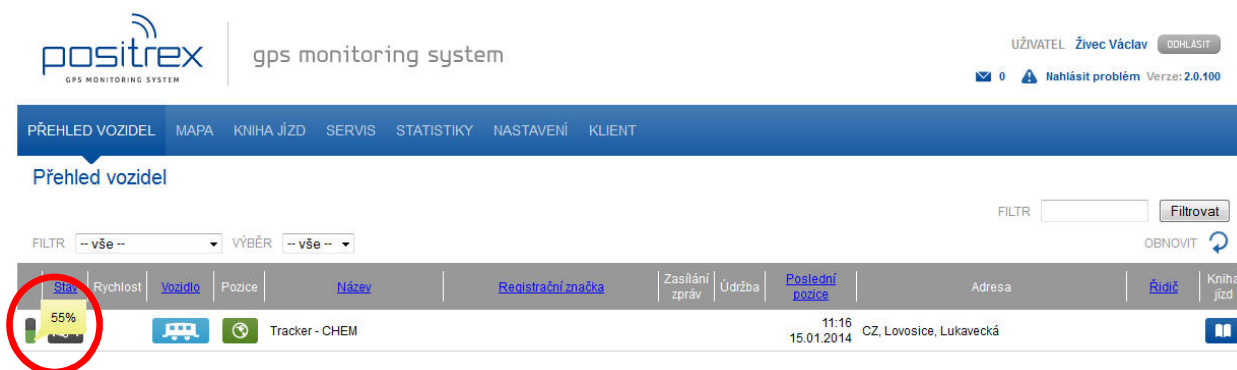 positrex
GPS MONITORING SYSTEM
gps monitoring system
UŽIVATEL Živec Václav ODHLÁSIT
0 Nahlásit problém Verze: 2.0.100
PŘEHLED VOZIDEL MAPA KNIHA JÍZD SERVIS STATISTIKY NASTAVENÍ KLIENT
Přehled vozidel
FILTR Filtrovat
FILTR -- vše -- VÝBĚR -- vše -- OBNOVIT
Stav Rychlost Vozidlo Pozice Název Registrační značka Zasílání zpráv Údržba Poslední pozice Adresa Řidič Kniha jízd
55% Tracker - CHEM 11:16 15.01.2014 CZ, Lovosice, Lukavecká